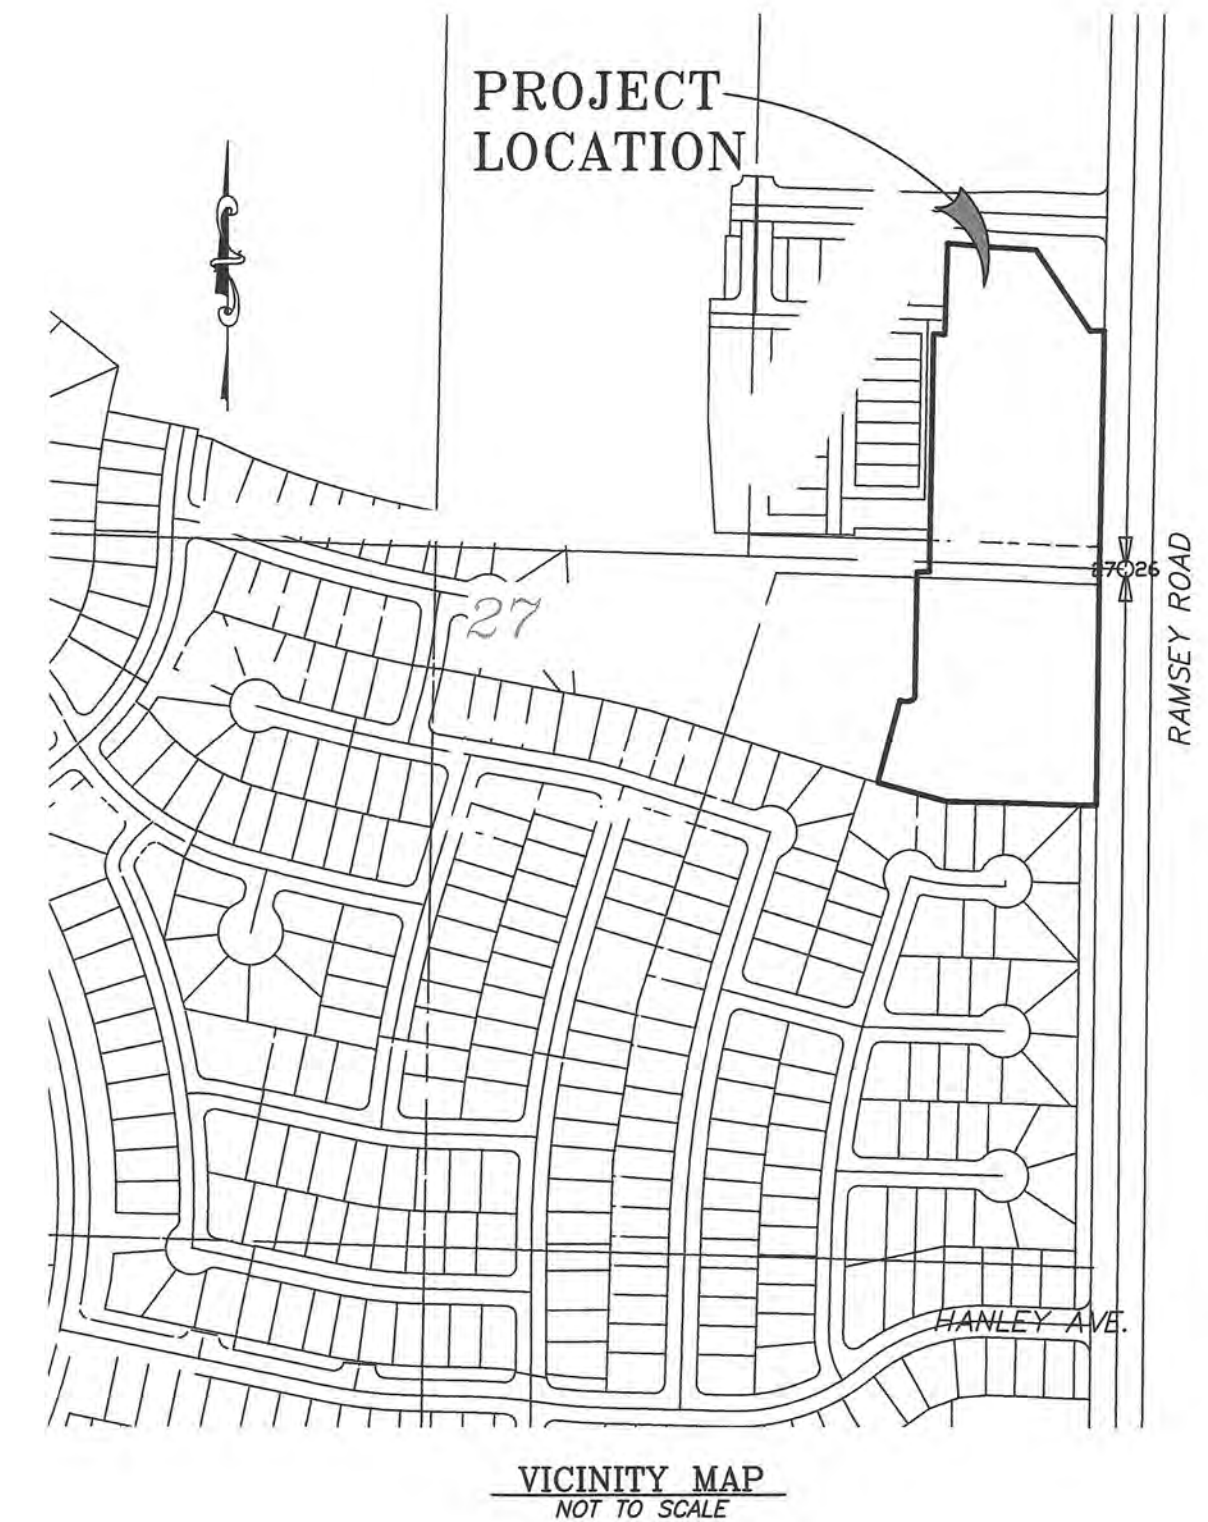 PROJECT
LOCATION
27 26
RAMSEY ROAD
27
HANLEY AVE.
VICINITY MAP
NOT TO SCALE